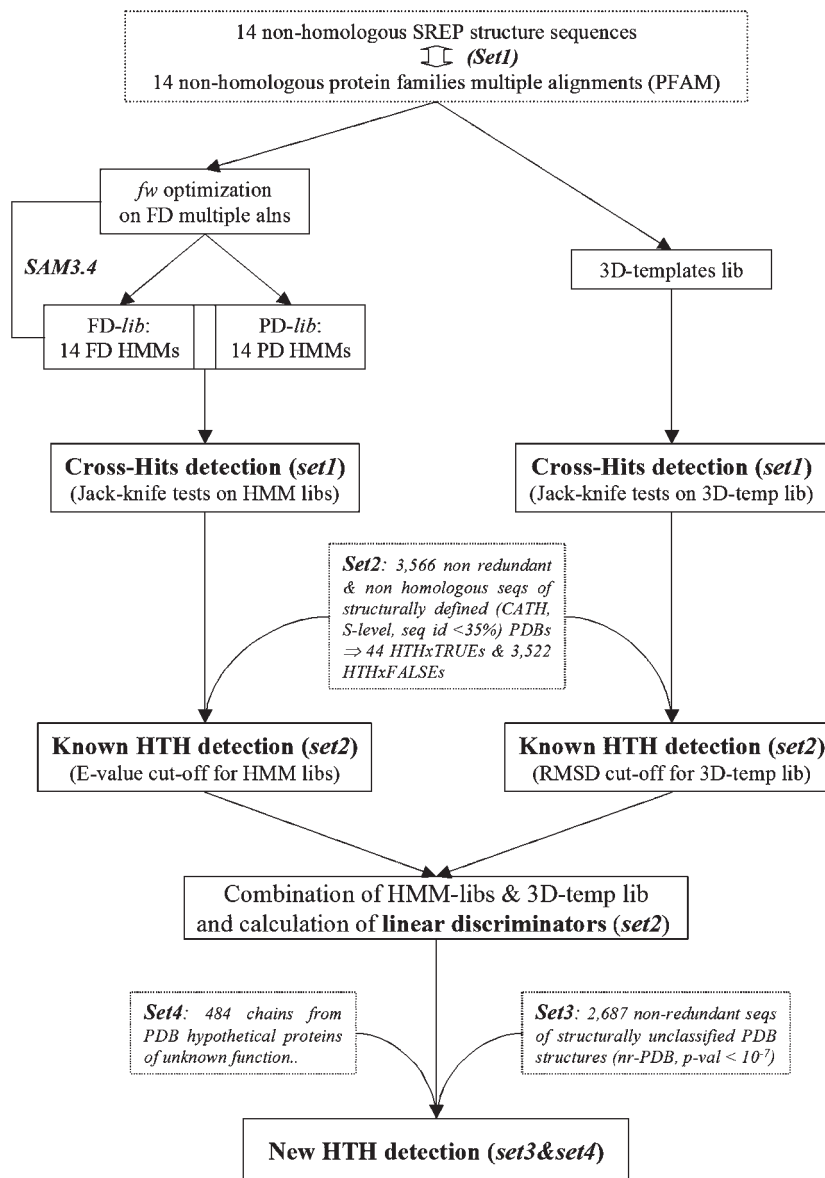 14 non-homologous SREP structure sequences
(Set1)
14 non-homologous protein families multiple alignments (PFAM)
fw optimization
on FD multiple alns
SAM3.4
3D-templates lib
FD-lib:
14 FD HMMs
PD-lib:
14 PD HMMs
Cross-Hits detection (set1)
(Jack-knife tests on HMM libs)
Cross-Hits detection (set1)
(Jack-knife tests on 3D-temp lib)
Set2: 3,566 non redundant
& non homologous seqs of
structurally defined (CATH,
S-level, seq id <35%) PDBs
⇒ 44 HTHxTRUEs & 3,522
HTHxFALSEs
Known HTH detection (set2)
(E-value cut-off for HMM libs)
Known HTH detection (set2)
(RMSD cut-off for 3D-temp lib)
Combination of HMM-libs & 3D-temp lib
and calculation of linear discriminators (set2)
Set4: 484 chains from
PDB hypothetical proteins
of unknown function..
Set3: 2,687 non-redundant seqs
of structurally unclassified PDB
structures (nr-PDB, p-val < 10⁻⁷)
New HTH detection (set3&set4)